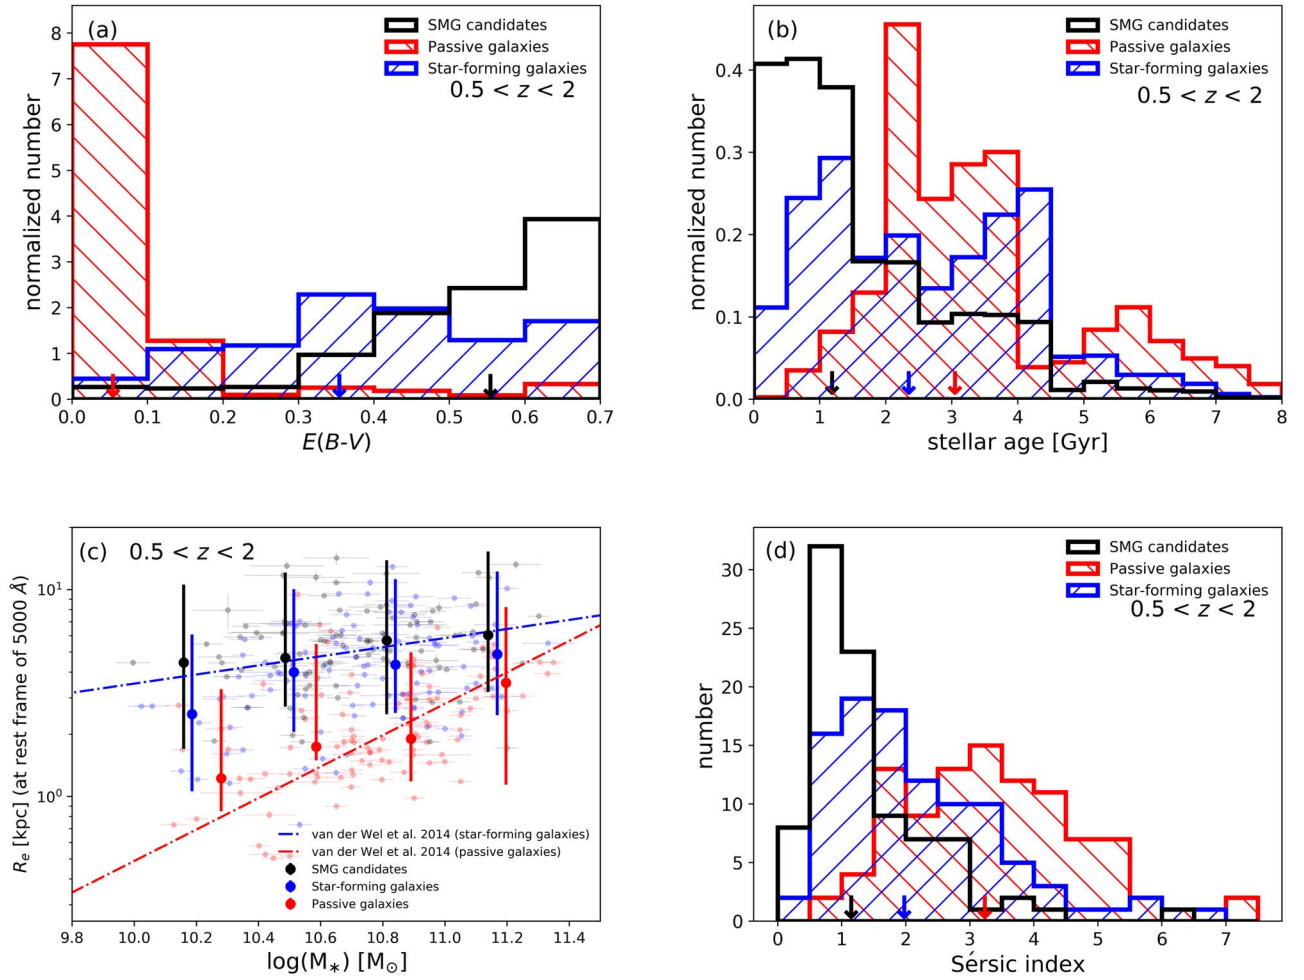 (a)
SMG candidates
Passive galaxies
Star-forming galaxies
0.5 < z < 2
normalized number
8
7
6
5
4
3
2
1
0
0.0 0.1 0.2 0.3 0.4 0.5 0.6 0.7
E(B-V)
(b)
SMG candidates
Passive galaxies
Star-forming galaxies
0.5 < z < 2
normalized number
0.4
0.3
0.2
0.1
0.0
0 1 2 3 4 5 6 7 8
stellar age [Gyr]
(c) 0.5 < z < 2
R_e [kpc] (at rest frame of 5000 Å)
10¹
10⁰
van der Wel et al. 2014 (star-forming galaxies)
van der Wel et al. 2014 (passive galaxies)
SMG candidates
Star-forming galaxies
Passive galaxies
9.8 10.0 10.2 10.4 10.6 10.8 11.0 11.2 11.4
log(M∗) [M⊙]
(d)
SMG candidates
Passive galaxies
Star-forming galaxies
0.5 < z < 2
number
30
25
20
15
10
5
0
0 1 2 3 4 5 6 7
Sérsic index